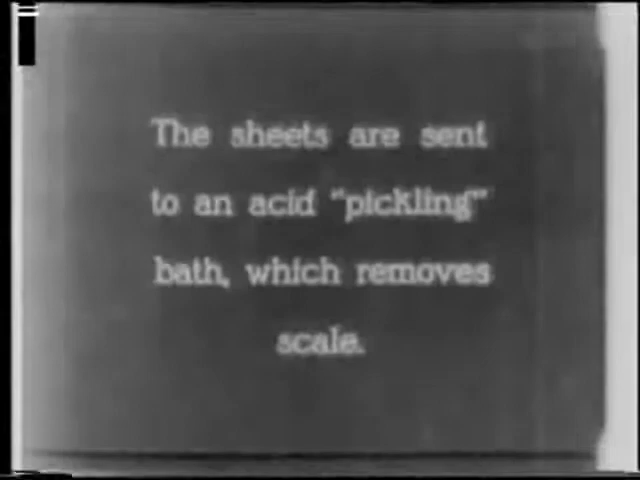 The sheets are sent
to an acid “pickling”
bath, which removes
scale.